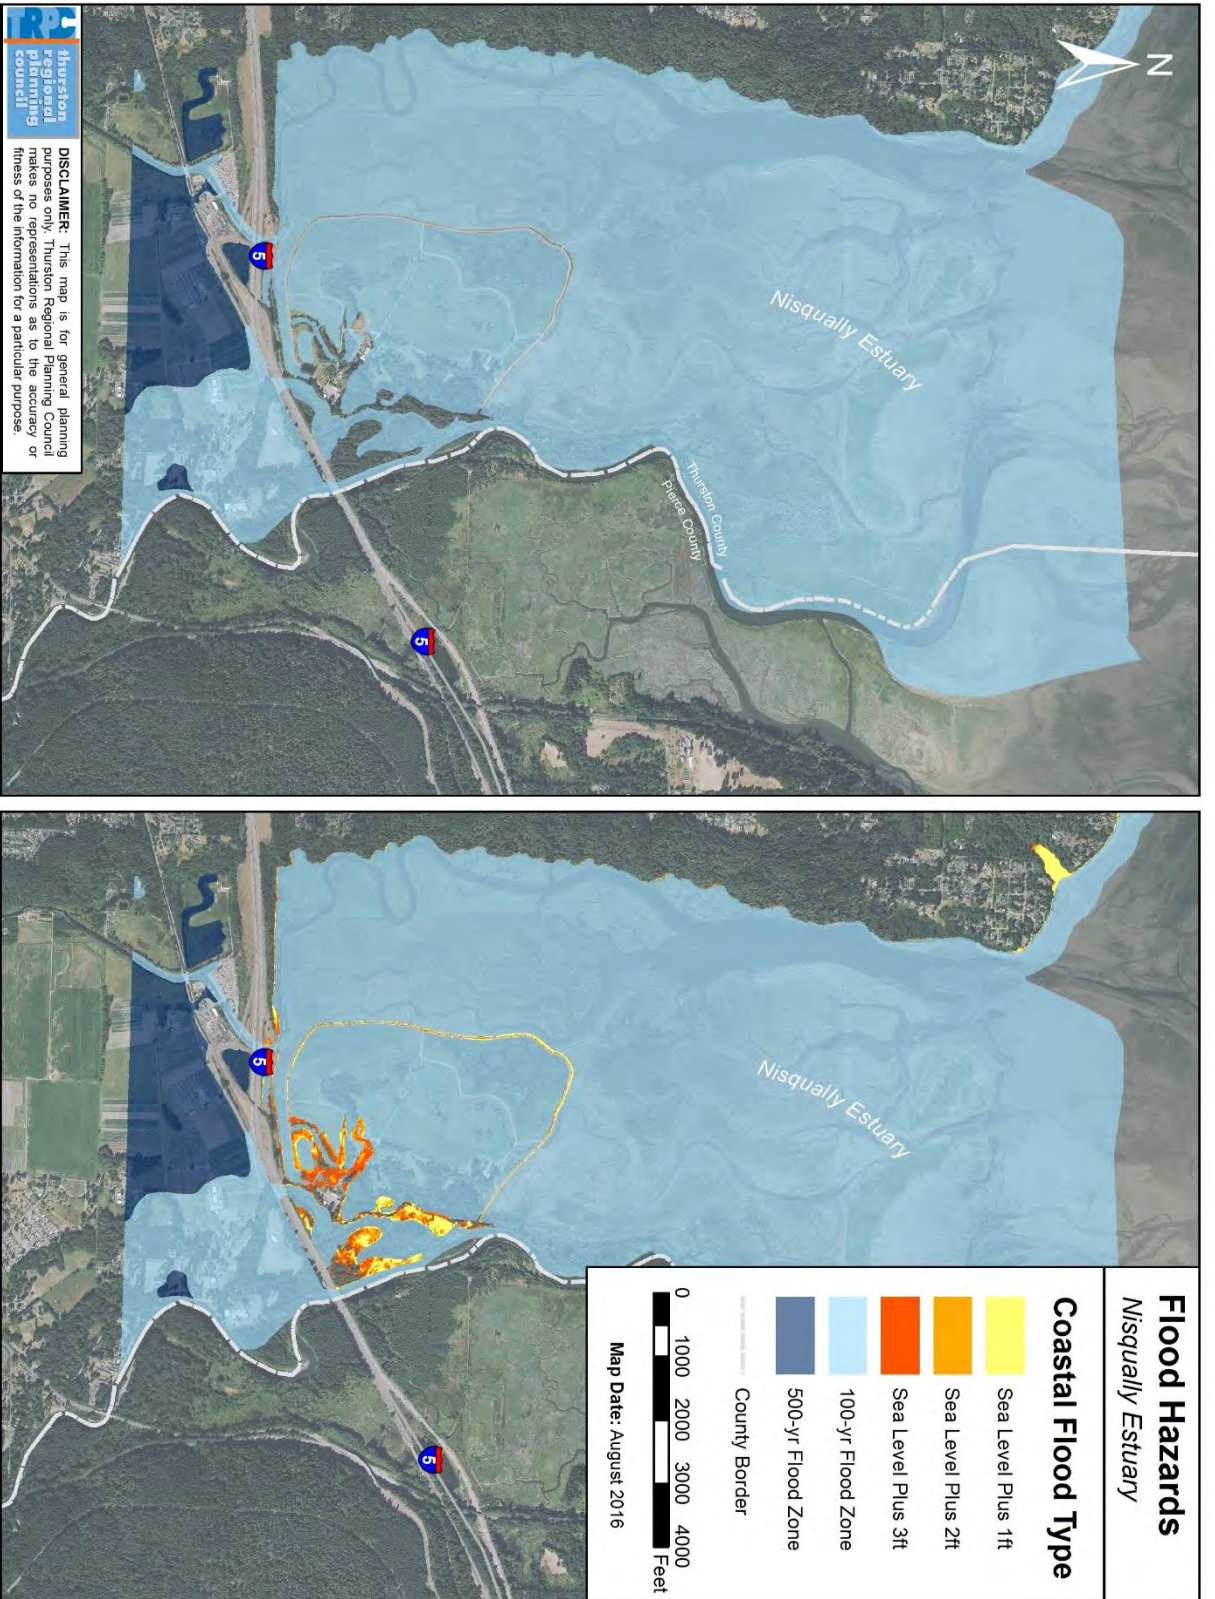 N
Nisqually Estuary
Thurston County
Pierce County
5
5
TRPC
thurston
regional
planning
council
DISCLAIMER: This map is for general planning
purposes only. Thurston Regional Planning Council
makes no representations as to the accuracy or
fitness of the information for a particular purpose.
Flood Hazards
Nisqually Estuary
Coastal Flood Type
Sea Level Plus 1ft
Sea Level Plus 2ft
Sea Level Plus 3ft
100-yr Flood Zone
500-yr Flood Zone
County Border
0 1000 2000 3000 4000
Feet
Map Date: August 2016
Nisqually Estuary
5
5